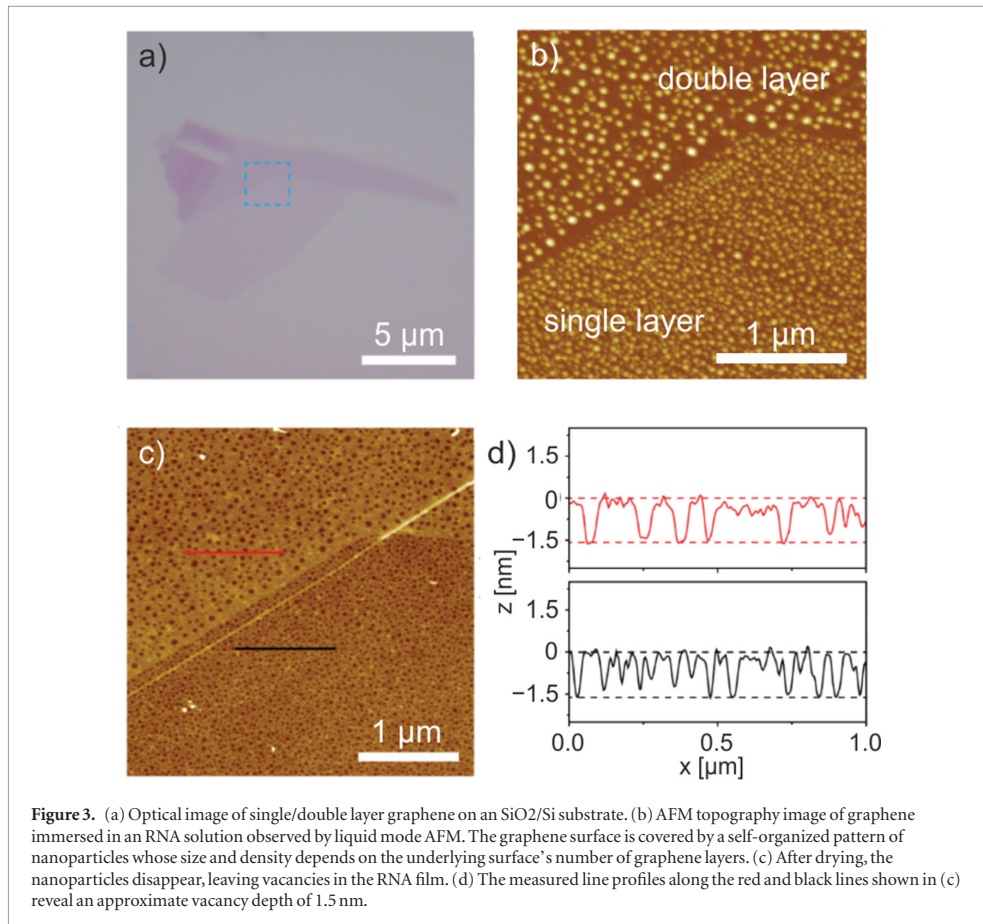 a)
5 µm
b)
double layer
single layer
1 µm
c)
1 µm
d)
1.5
0
−1.5
z [nm]
1.5
0
−1.5
0.0 0.5 1.0
x [µm]
Figure 3. (a) Optical image of single/double layer graphene on an SiO2/Si substrate. (b) AFM topography image of graphene
immersed in an RNA solution observed by liquid mode AFM. The graphene surface is covered by a self-organized pattern of
nanoparticles whose size and density depends on the underlying surface's number of graphene layers. (c) After drying, the
nanoparticles disappear, leaving vacancies in the RNA film. (d) The measured line profiles along the red and black lines shown in (c)
reveal an approximate vacancy depth of 1.5 nm.